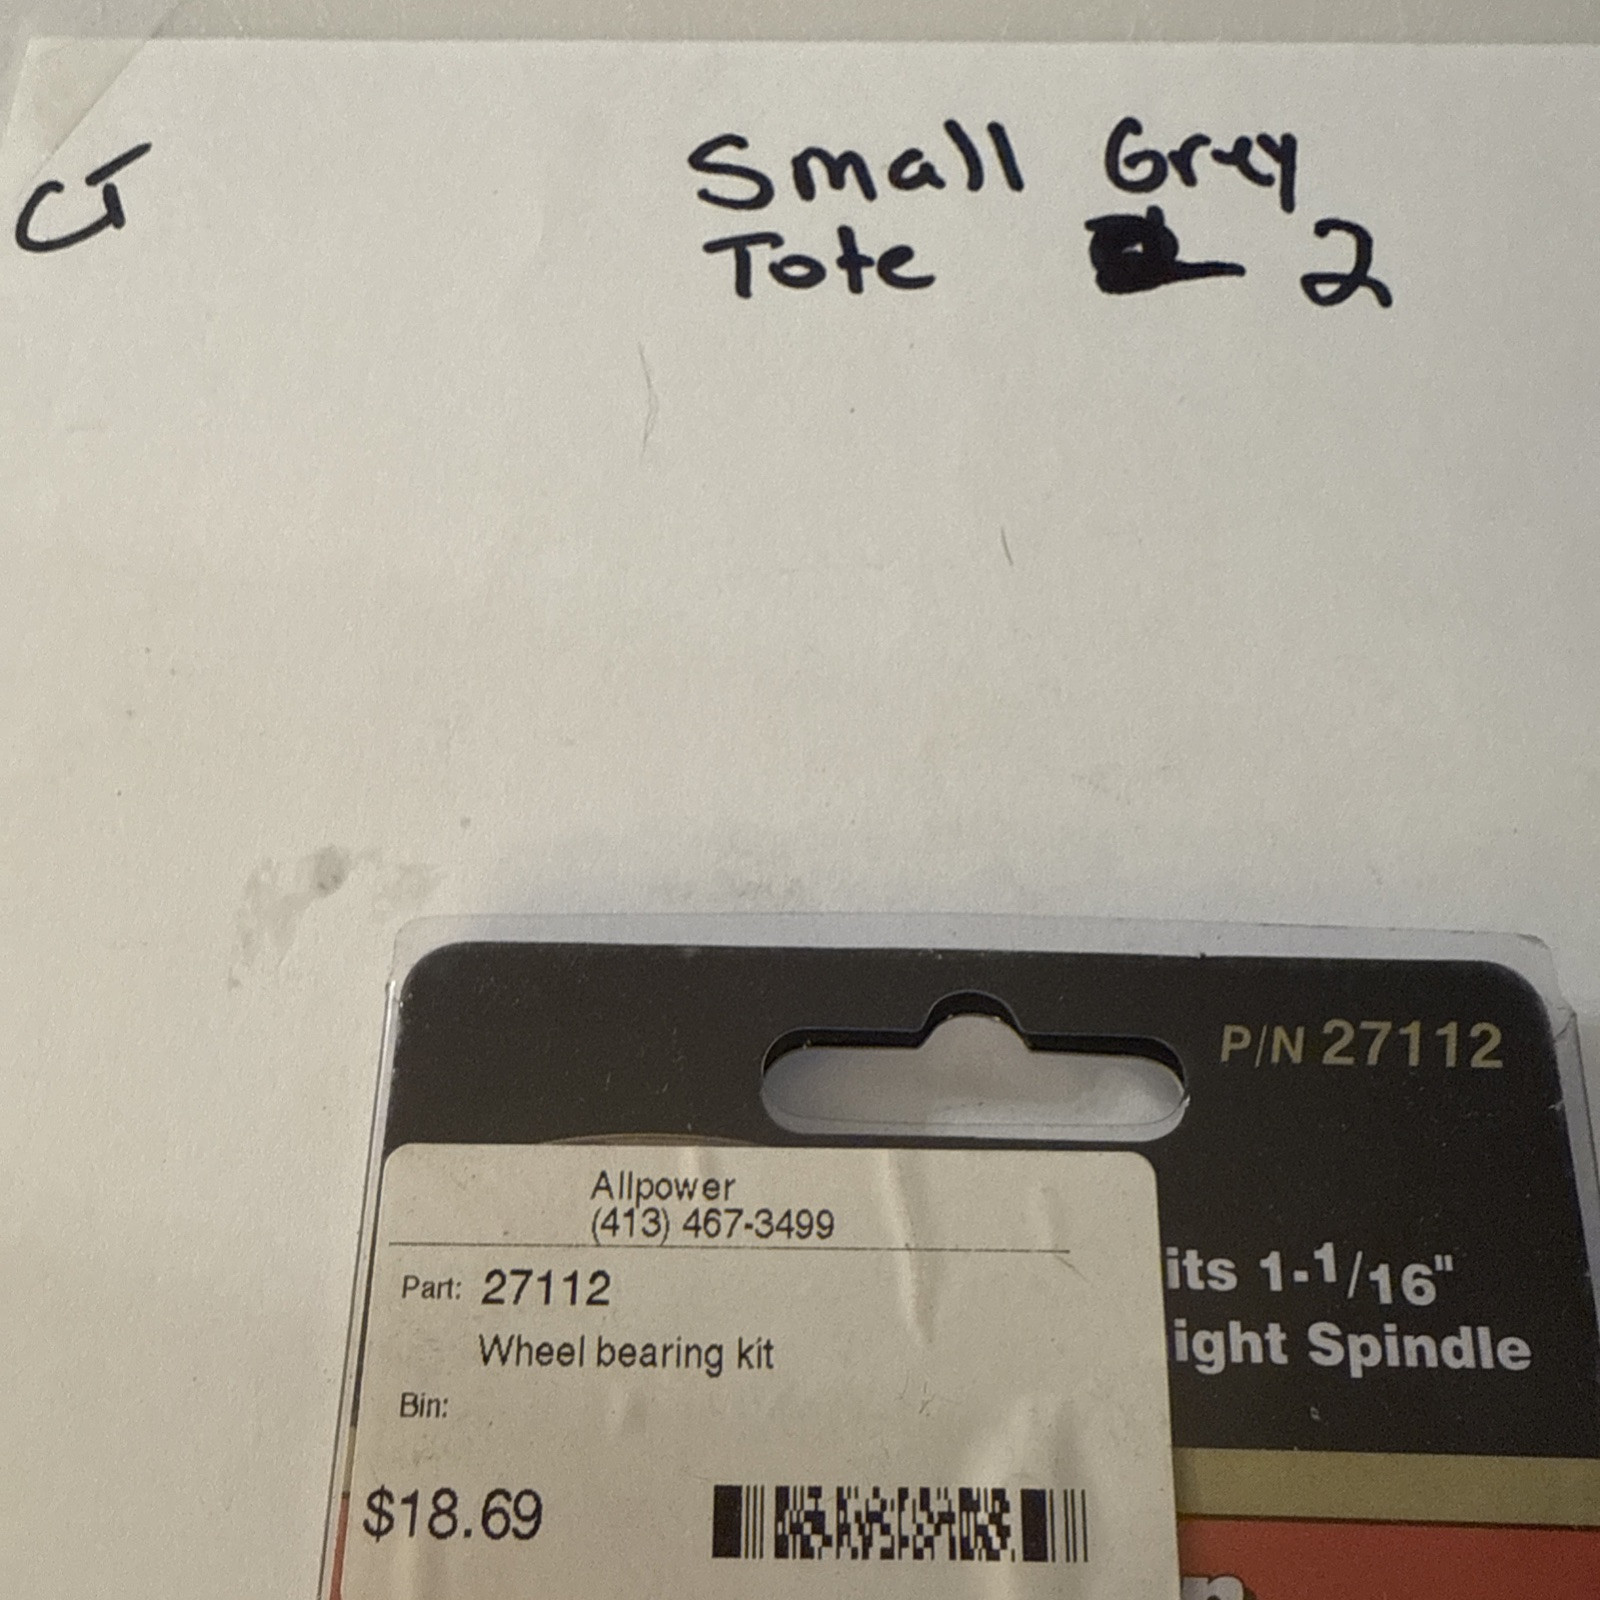 CT
Small Grey
Tote 2
P/N 27112
Allpower
(413) 467-3499
Part: 27112
Wheel bearing kit
Bin:
$18.69
its 1-1/16"
ight Spindle